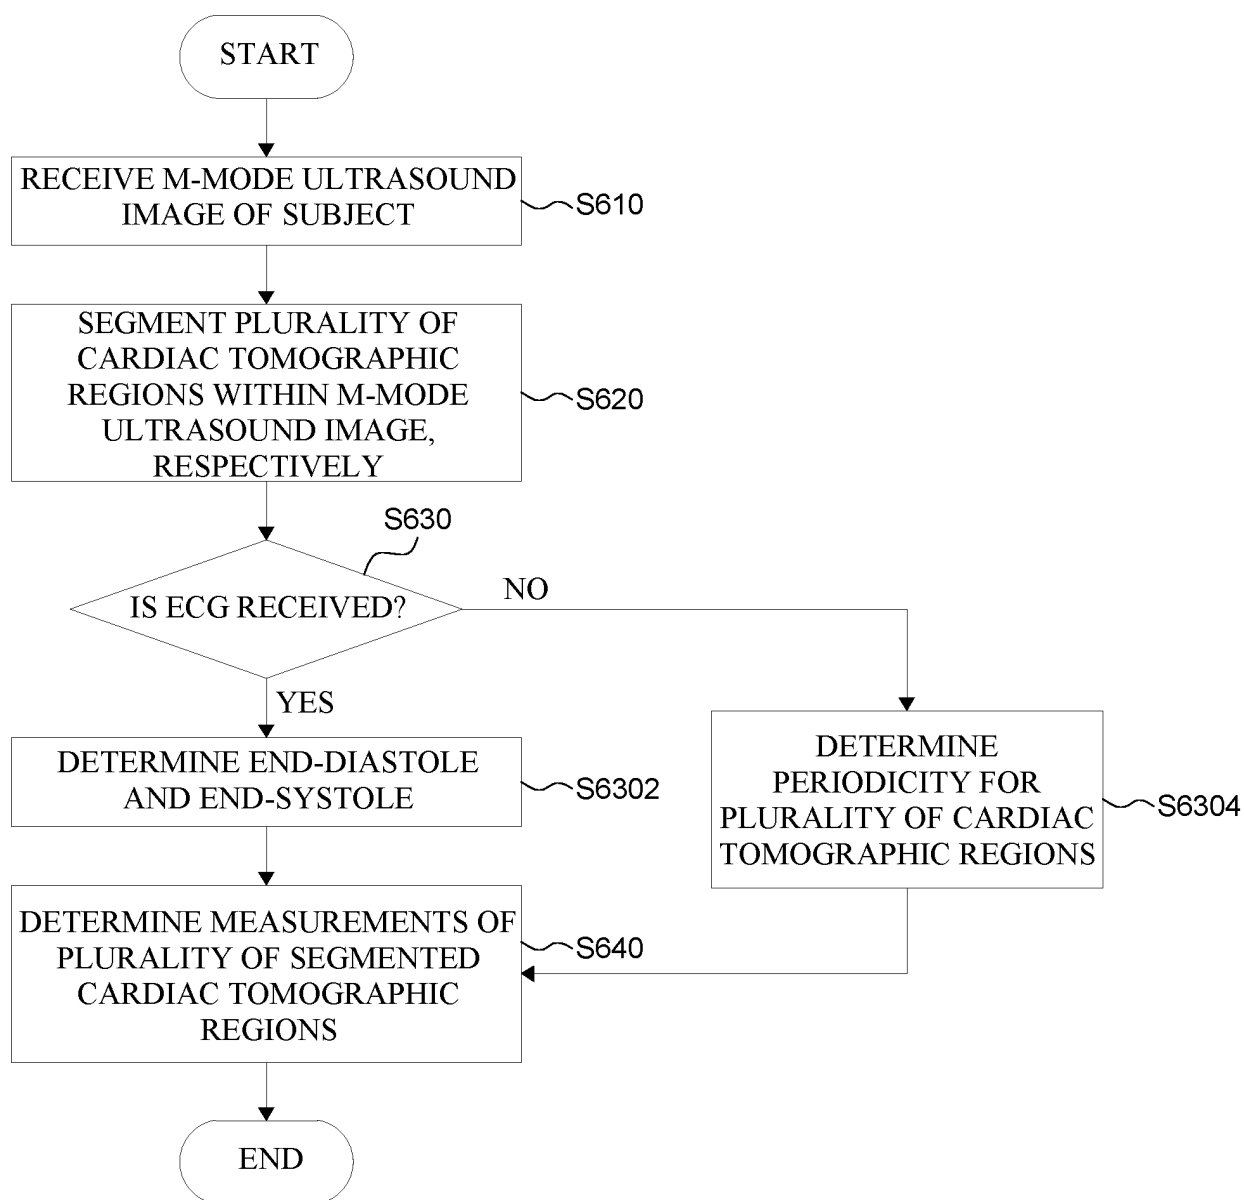 START
RECEIVE M-MODE ULTRASOUND
IMAGE OF SUBJECT
S610
SEGMENT PLURALITY OF
CARDIAC TOMOGRAPHIC
REGIONS WITHIN M-MODE
ULTRASOUND IMAGE,
RESPECTIVELY
S620
S630
IS ECG RECEIVED?
NO
YES
DETERMINE END-DIASTOLE
AND END-SYSTOLE
S6302
DETERMINE
PERIODICITY FOR
PLURALITY OF CARDIAC
TOMOGRAPHIC REGIONS
S6304
DETERMINE MEASUREMENTS OF
PLURALITY OF SEGMENTED
CARDIAC TOMOGRAPHIC
REGIONS
S640
END